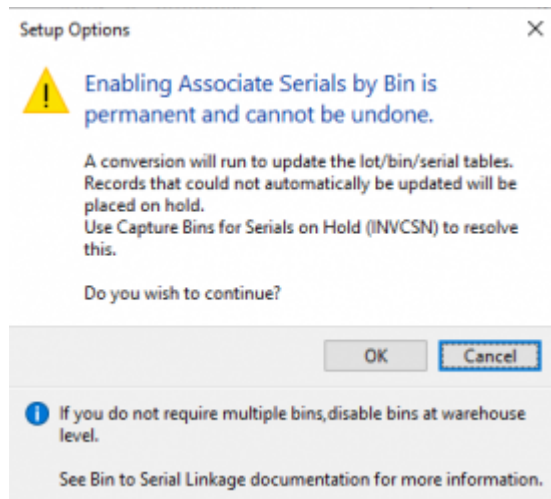 Setup Options
Enabling Associate Serials by Bin is
permanent and cannot be undone.
A conversion will run to update the lot/bin/serial tables.
Records that could not automatically be updated will be
placed on hold.
Use Capture Bins for Serials on Hold (INVCSN) to resolve
this.
Do you wish to continue?
OK
Cancel
If you do not require multiple bins,disable bins at warehouse
level.
See Bin to Serial Linkage documentation for more information.